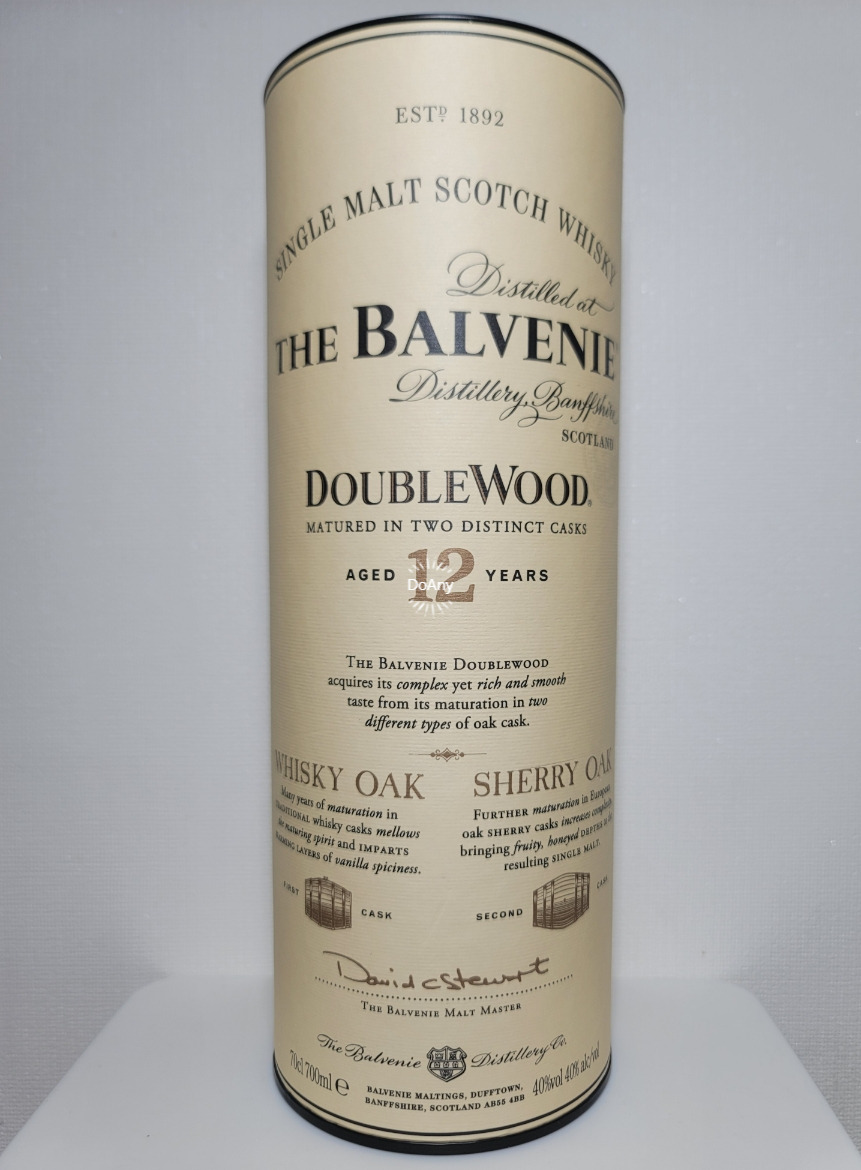 ESTD 1892
SINGLE MALT SCOTCH WHISKY
Distilled at
THE BALVENIE
Distillery, Banffshire
SCOTLAND
DOUBLEWOOD®
MATURED IN TWO DISTINCT CASKS
AGED 12 YEARS
DoAny
THE BALVENIE DOUBLEWOOD
acquires its complex yet rich and smooth
taste from its maturation in two
different types of oak cask.
WHISKY OAK
Many years of maturation in
TRADITIONAL whisky casks mellows
the maturing spirit and IMPARTS
WARMING LAYERS of vanilla spiciness.
FIRST CASK
SHERRY OAK
FURTHER maturation in European
oak SHERRY casks increases complexity
bringing fruity, honeyed DEPTHS
resulting SINGLE MALT.
SECOND CASK
David C Stewart
THE BALVENIE MALT MASTER
The Balvenie Distillery Co.
70cl 700ml e
BALVENIE MALTINGS, DUFFTOWN,
BANFFSHIRE, SCOTLAND AB55 4BB
40%vol 40% alc/vol